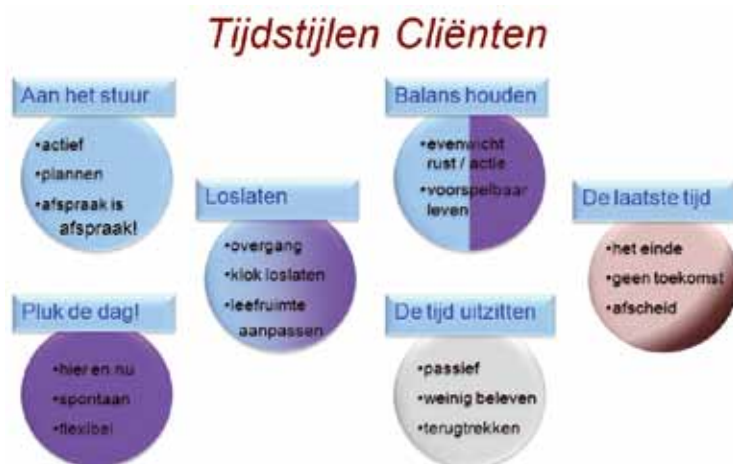 Tijdstijlen Cliënten
Aan het stuur
•actief
•plannen
•afspraak is
afspraak!
Loslaten
•overgang
•klok loslaten
•leefruimte
aanpassen
Balans houden
•evenwicht
rust / actie
•voorspelbaar
leven
De laatste tijd
•het einde
•geen toekomst
•afscheid
Pluk de dag!
•hier en nu
•spontaan
•flexibel
De tijd uitzitten
•passief
•weinig beleven
•terugtrekken